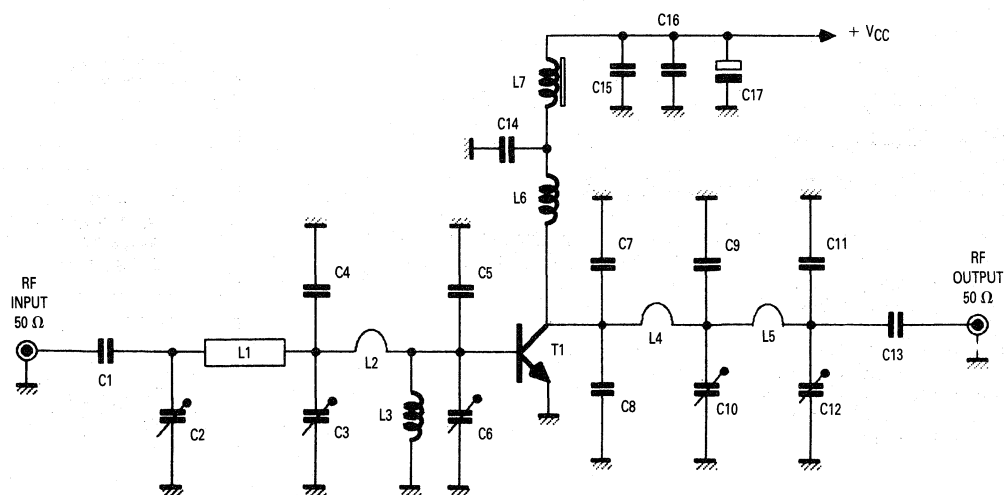 C16
+ VCC
L7
C15
C17
C14
L6
C4
C5
C7
C9
C11
RF
INPUT
50 Ω
RF
OUTPUT
50 Ω
L1
L2
T1
L4
L5
C1
C13
C2
C3
L3
C6
C8
C10
C12